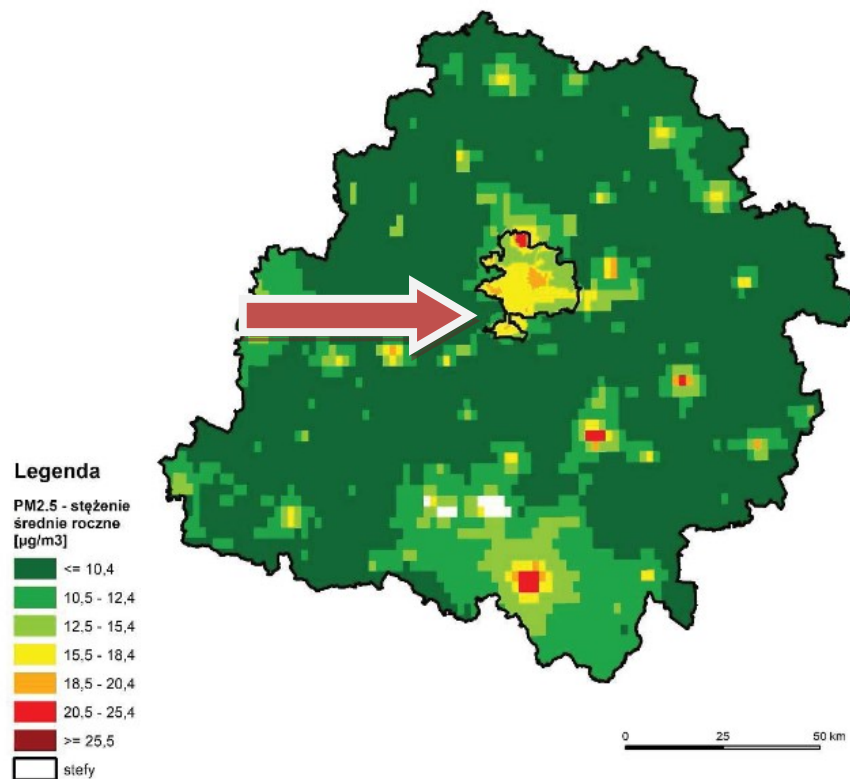 Legenda
PM2.5 - stężenie
średnie roczne
[µg/m3]
<= 10,4
10,5 - 12,4
12,5 - 15,4
15,5 - 18,4
18,5 - 20,4
20,5 - 25,4
>= 25,5
stefy
0 25 50 km